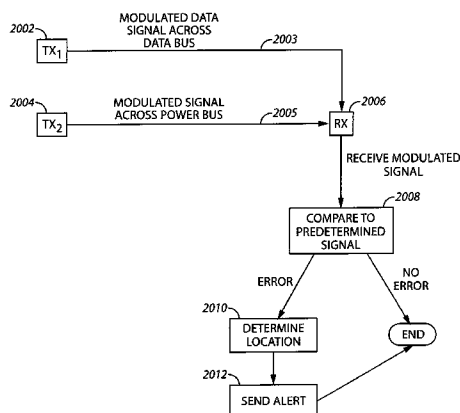 MODULATED DATA
SIGNAL ACROSS
DATA BUS
2002
TX1
2003
2004
MODULATED SIGNAL
ACROSS POWER BUS
TX2
2005
2006
RX
RECEIVE MODULATED
SIGNAL
2008
COMPARE TO
PREDETERMINED
SIGNAL
ERROR
NO
ERROR
2010
DETERMINE
LOCATION
END
2012
SEND ALERT